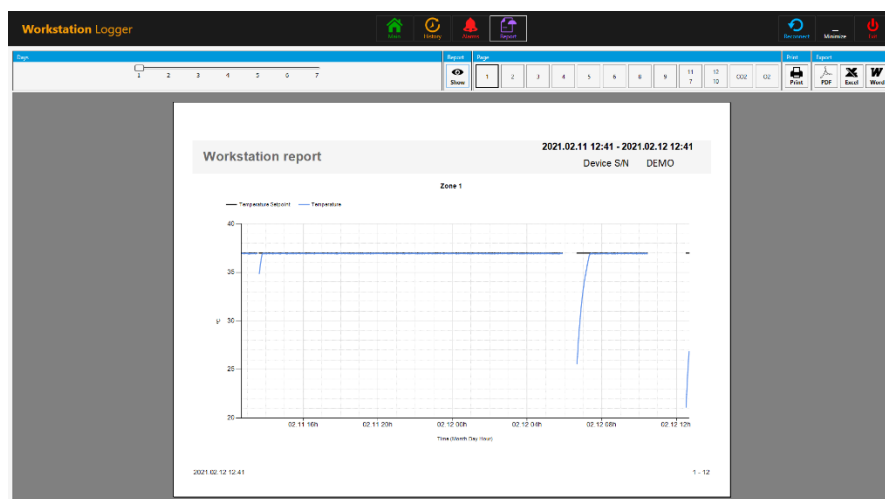 Workstation Logger
Main
History
Alarms
Report
Reconnect
Minimize
Exit
Days
1 2 3 4 5 6 7
Report
Show
Page
1 2 3 4 5 6 8 9 11 7 12 10 CO2 O2
Print
Print
Export
PDF Excel Word
Workstation report
2021.02.11 12:41 - 2021.02.12 12:41
Device S/N DEMO
Zone 1
Temperature Setpoint Temperature
40
35
°C
30
25
20
02.11 16h 02.11 20h 02.12 00h 02.12 04h 02.12 08h 02.12 12h
Time (Month Day Hour)
2021.02.12 12:41
1 - 12